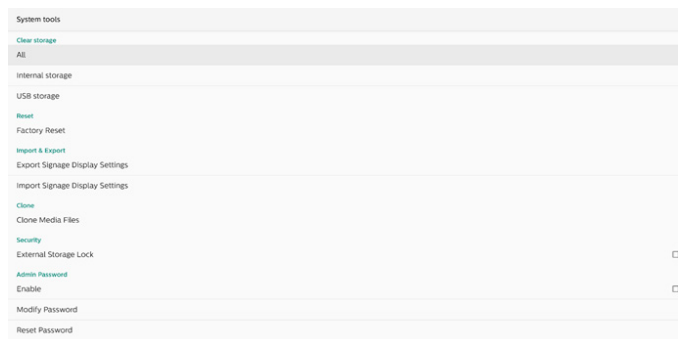 System tools
Clear storage
All
Internal storage
USB storage
Reset
Factory Reset
Import & Export
Export Signage Display Settings
Import Signage Display Settings
Clone
Clone Media Files
Security
External Storage Lock
Admin Password
Enable
Modify Password
Reset Password